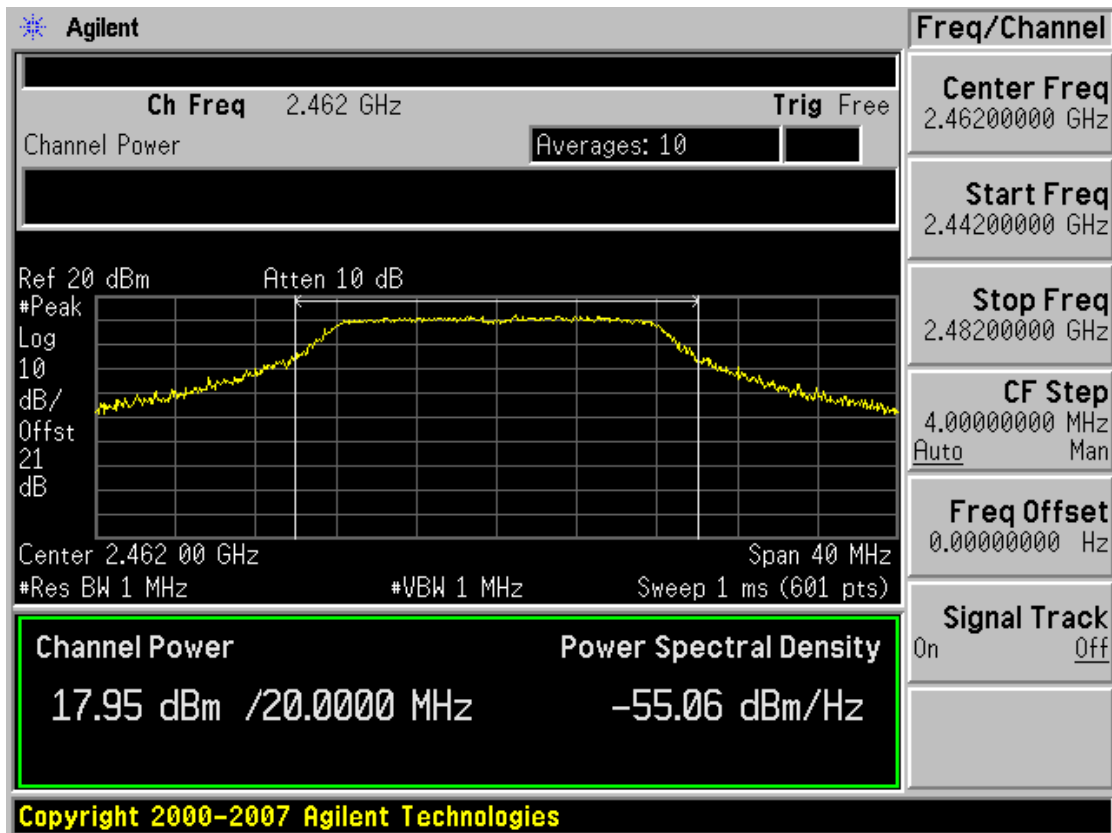 Agilent
Ch Freq 2.462 GHz Trig Free
Channel Power Averages: 10
Ref 20 dBm Atten 10 dB
#Peak
Log
10
dB/
Offst
21
dB
Center 2.462 00 GHz Span 40 MHz
#Res BW 1 MHz #VBW 1 MHz Sweep 1 ms (601 pts)
Channel Power Power Spectral Density
17.95 dBm /20.0000 MHz -55.06 dBm/Hz
Copyright 2000-2007 Agilent Technologies
Freq/Channel
Center Freq
2.46200000 GHz
Start Freq
2.44200000 GHz
Stop Freq
2.48200000 GHz
CF Step
4.00000000 MHz
Auto Man
Freq Offset
0.00000000 Hz
Signal Track
On Off